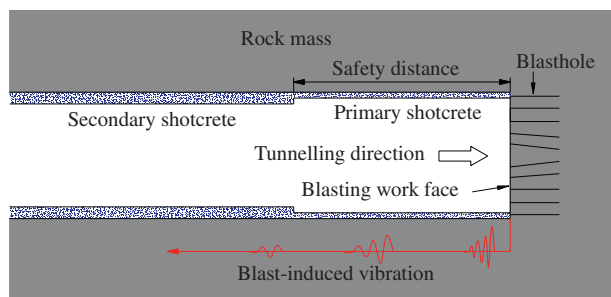 Rock mass
Blasthole
Safety distance
Secondary shotcrete
Primary shotcrete
Tunnelling direction
Blasting work face
Blast-induced vibration